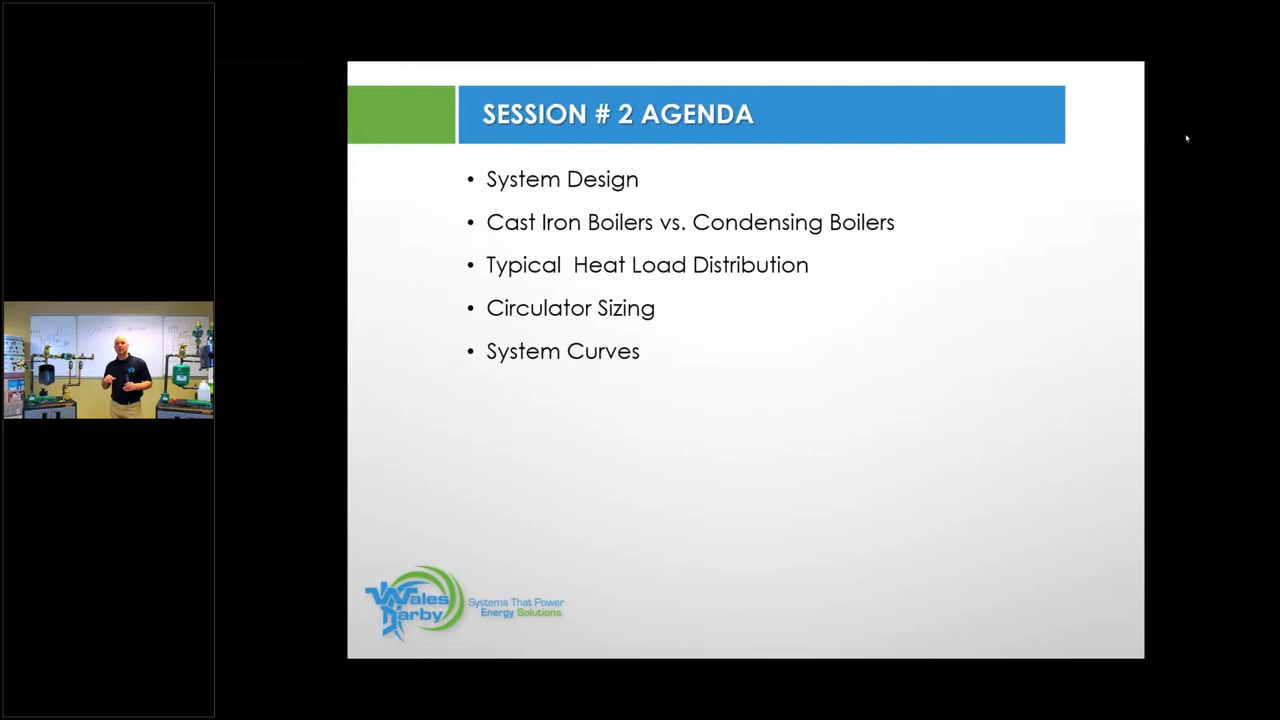 SESSION # 2 AGENDA
• System Design
• Cast Iron Boilers vs. Condensing Boilers
• Typical Heat Load Distribution
• Circulator Sizing
• System Curves
Wales Darby
Systems That Power
Energy Solutions